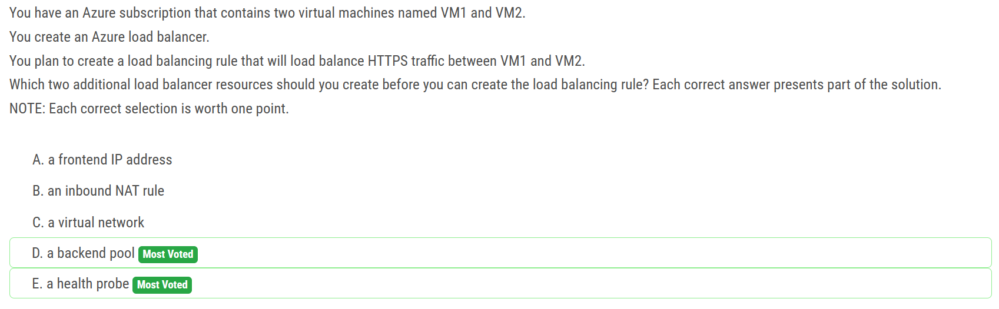 You have an Azure subscription that contains two virtual machines named VM1 and VM2.
You create an Azure load balancer.
You plan to create a load balancing rule that will load balance HTTPS traffic between VM1 and VM2.
Which two additional load balancer resources should you create before you can create the load balancing rule? Each correct answer presents part of the solution.
NOTE: Each correct selection is worth one point.
A. a frontend IP address
B. an inbound NAT rule
C. a virtual network
D. a backend pool Most Voted
E. a health probe Most Voted